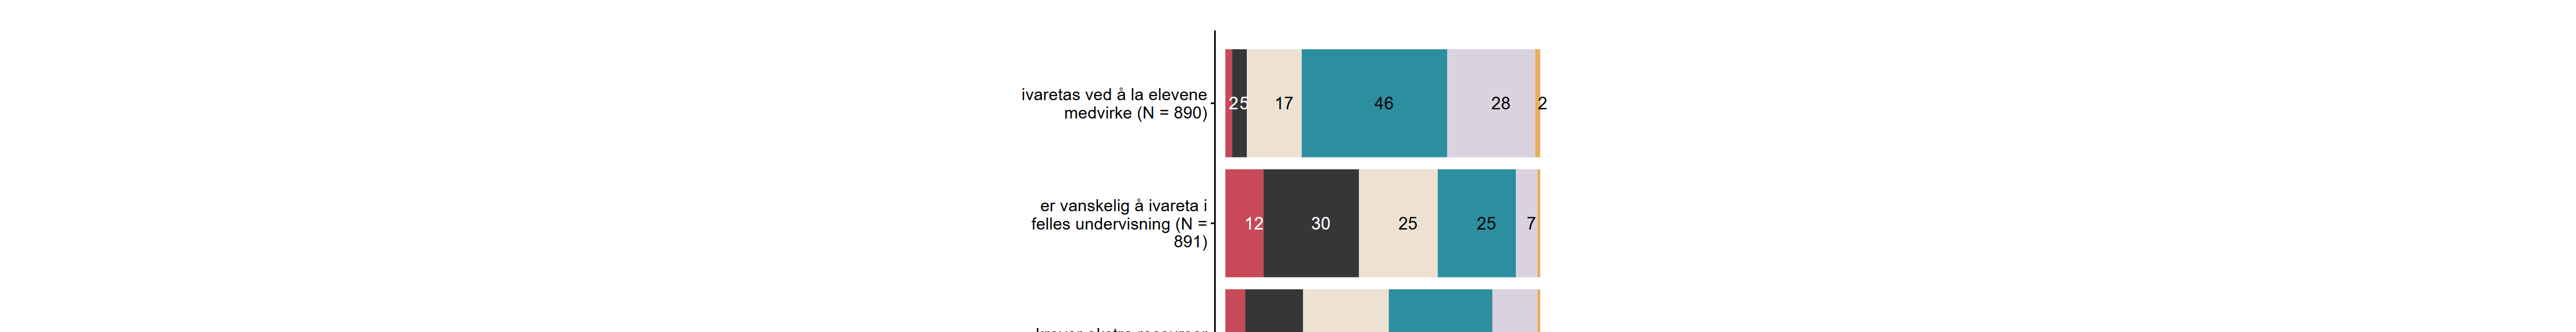 ivaretas ved å la elevene
medvirke (N = 890)
2 5 17 46 28 2
er vanskelig å ivareta i
felles undervisning (N =
891)
12 30 25 25 7